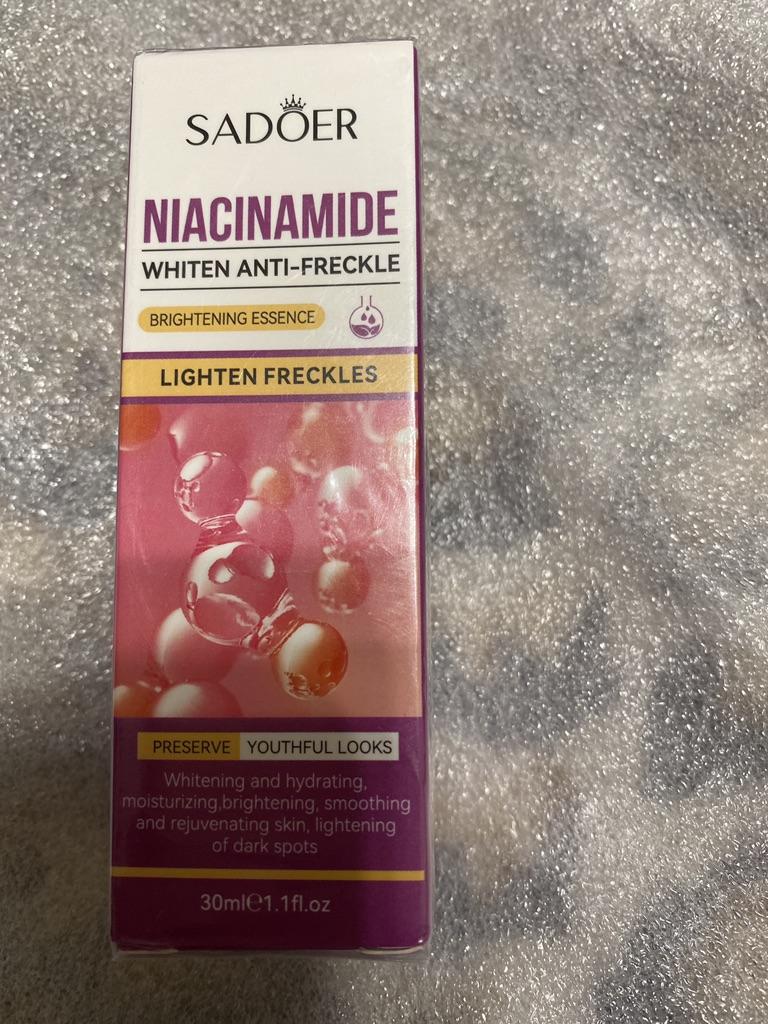 SADOER
NIACINAMIDE
WHITEN ANTI-FRECKLE
BRIGHTENING ESSENCE
LIGHTEN FRECKLES
PRESERVE YOUTHFUL LOOKS
Whitening and hydrating,
moisturizing,brightening, smoothing
and rejuvenating skin, lightening
of dark spots
30ml℮1.1fl.oz